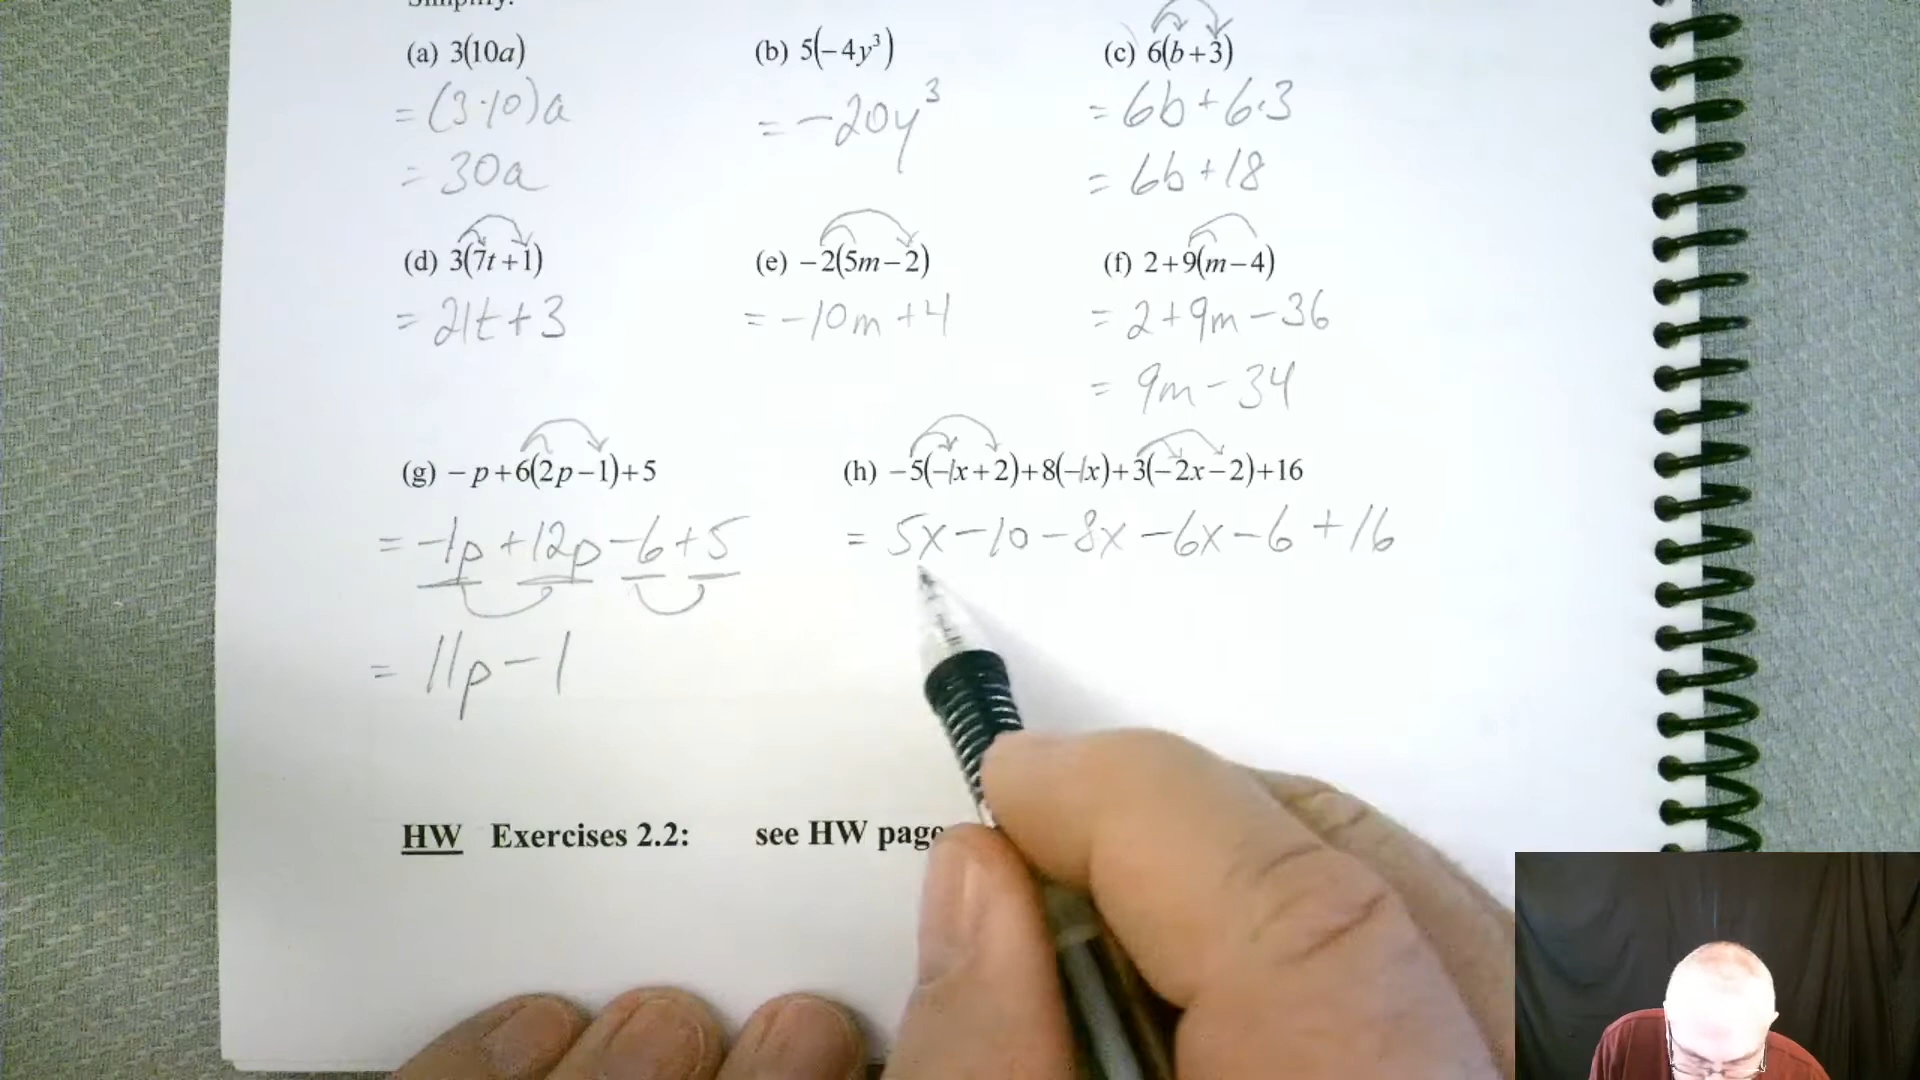 Simplify:
(a) 3(10a)
(b) 5(−4y³)
(c) 6(b+3)
= (3·10)a
= −20y³
= 6b + 6·3
= 30a
= 6b + 18
(d) 3(7t+1)
(e) −2(5m−2)
(f) 2+9(m−4)
= 21t + 3
= −10m + 4
= 2 + 9m − 36
= 9m − 34
(g) −p+6(2p−1)+5
(h) −5(−1x+2)+8(−1x)+3(−2x−2)+16
= −1p + 12p − 6 + 5
= 5x − 10 − 8x − 6x − 6 + 16
= 11p − 1
HW Exercises 2.2: see HW page